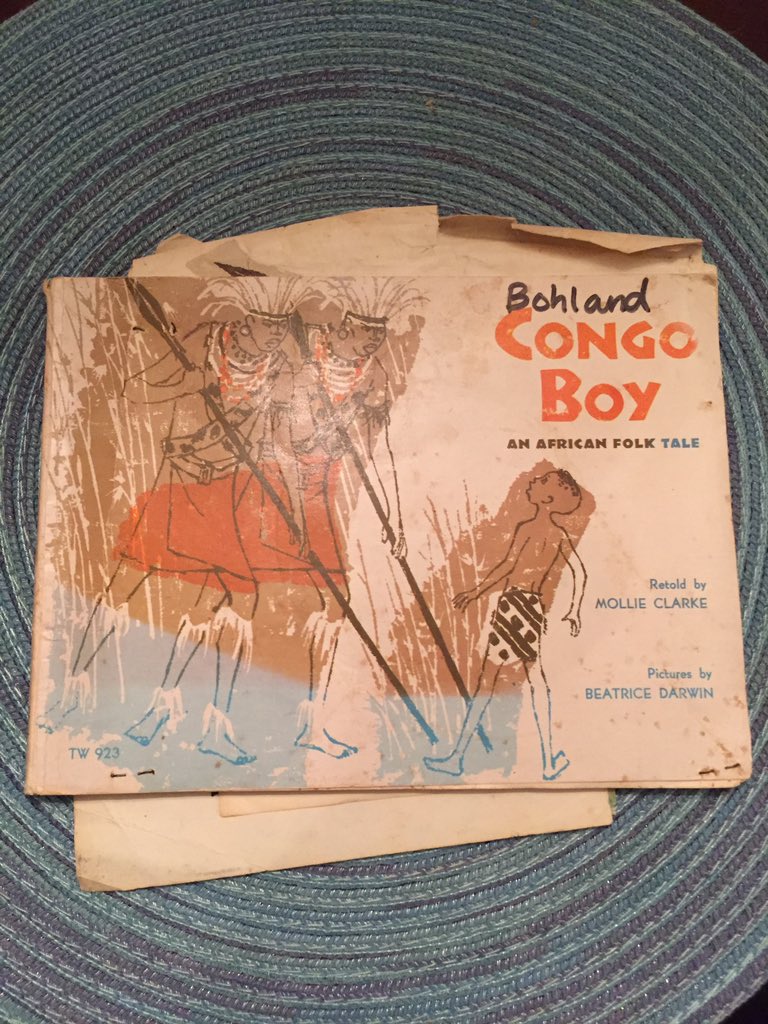 Bohland
CONGO
BOY
AN AFRICAN FOLK TALE
Retold by
MOLLIE CLARKE
Pictures by
BEATRICE DARWIN
TW 923